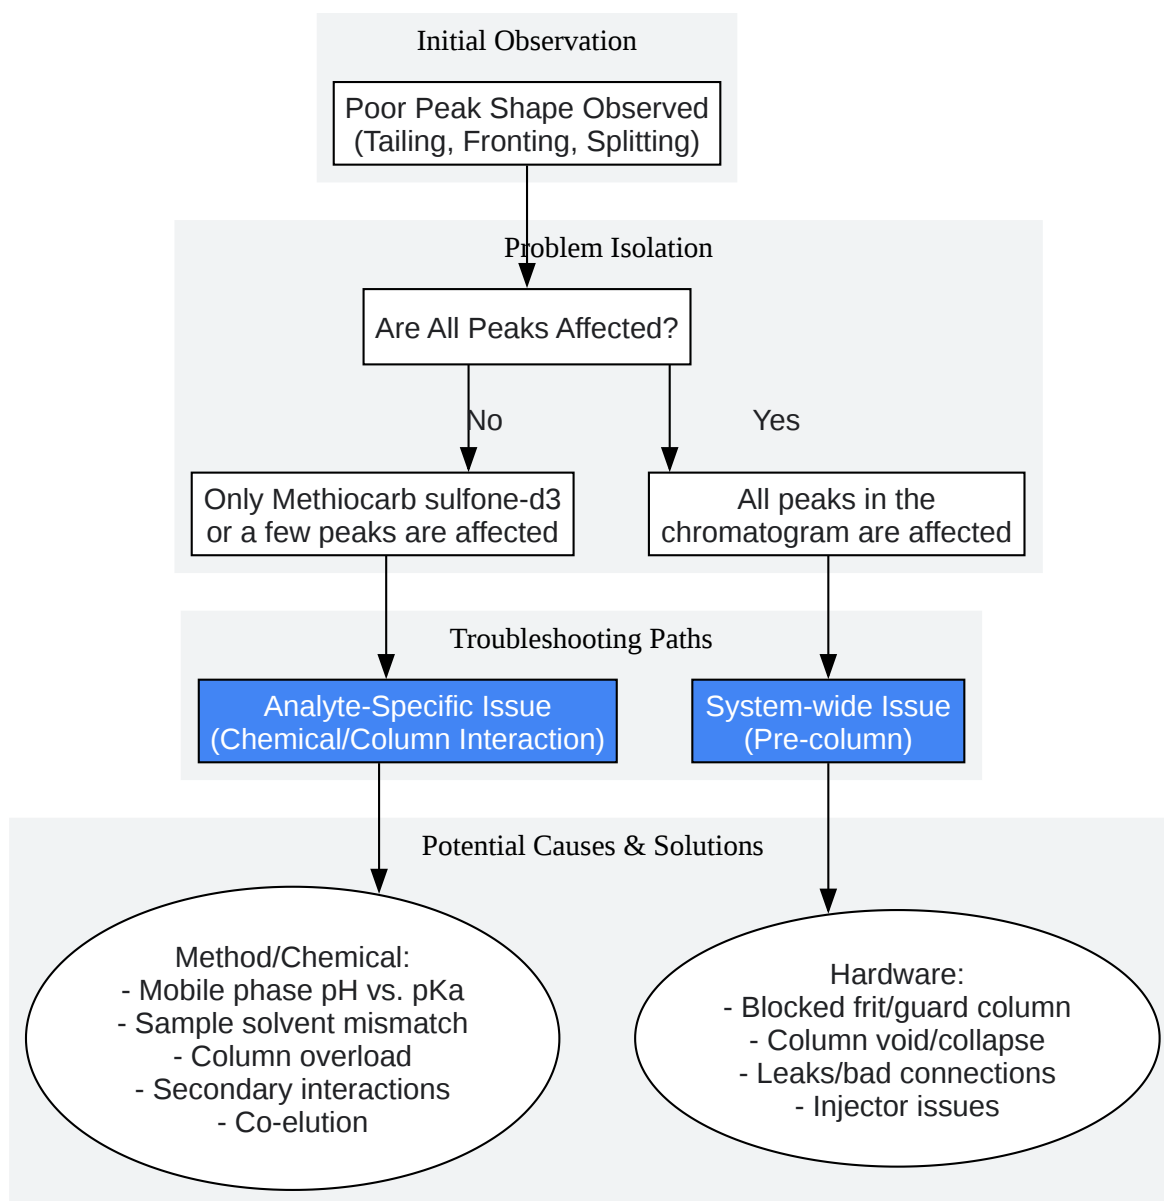 Initial Observation
Poor Peak Shape Observed
(Tailing, Fronting, Splitting)
Problem Isolation
Are All Peaks Affected?
No
Yes
Only Methiocarb sulfone-d3
or a few peaks are affected
All peaks in the
chromatogram are affected
Troubleshooting Paths
Analyte-Specific Issue
(Chemical/Column Interaction)
System-wide Issue
(Pre-column)
Potential Causes & Solutions
Method/Chemical:
- Mobile phase pH vs. pKa
- Sample solvent mismatch
- Column overload
- Secondary interactions
- Co-elution
Hardware:
- Blocked frit/guard column
- Column void/collapse
- Leaks/bad connections
- Injector issues